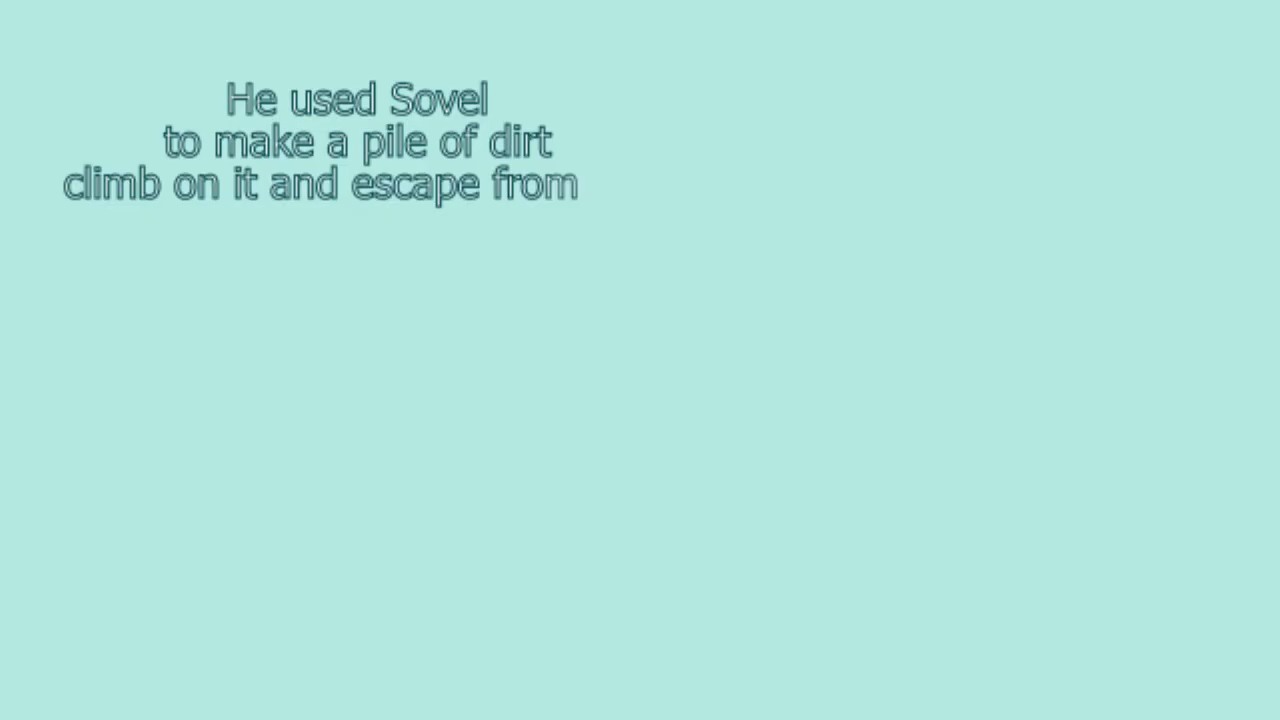 He used Sovel
to make a pile of dirt
climb on it and escape from